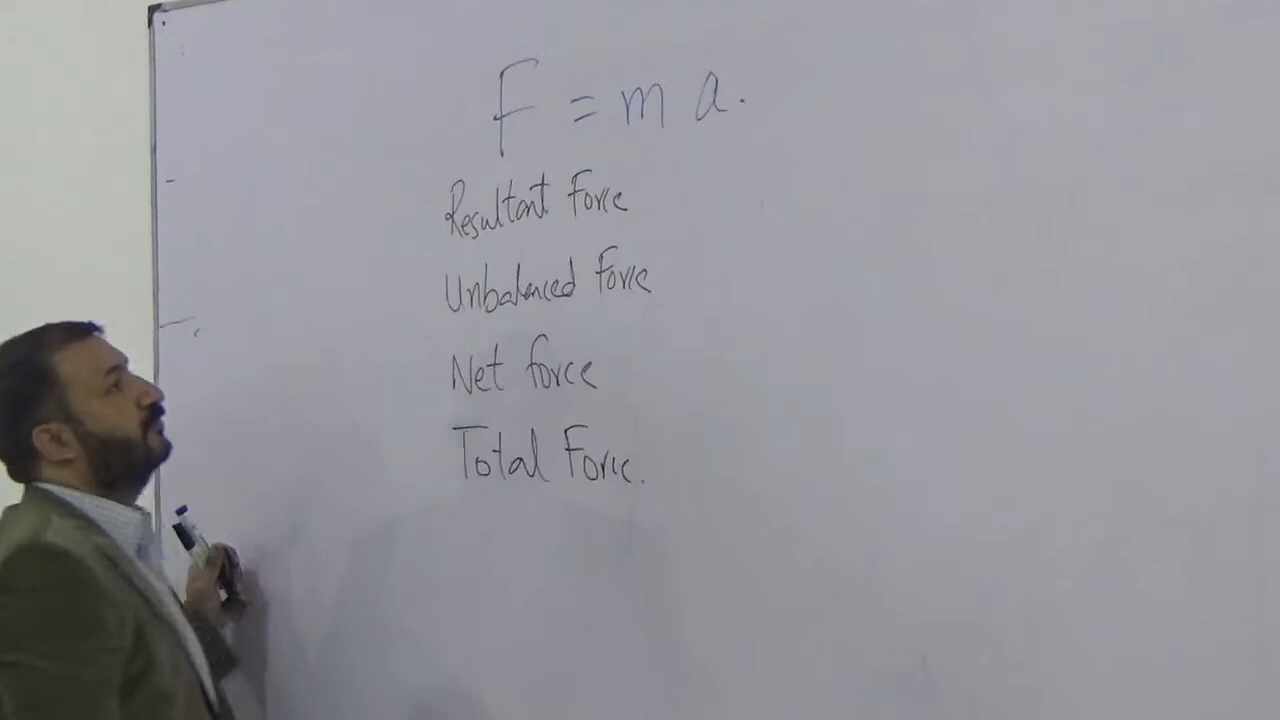 F = m a.
Resultant Force
Unbalanced Force
Net force
Total Force.